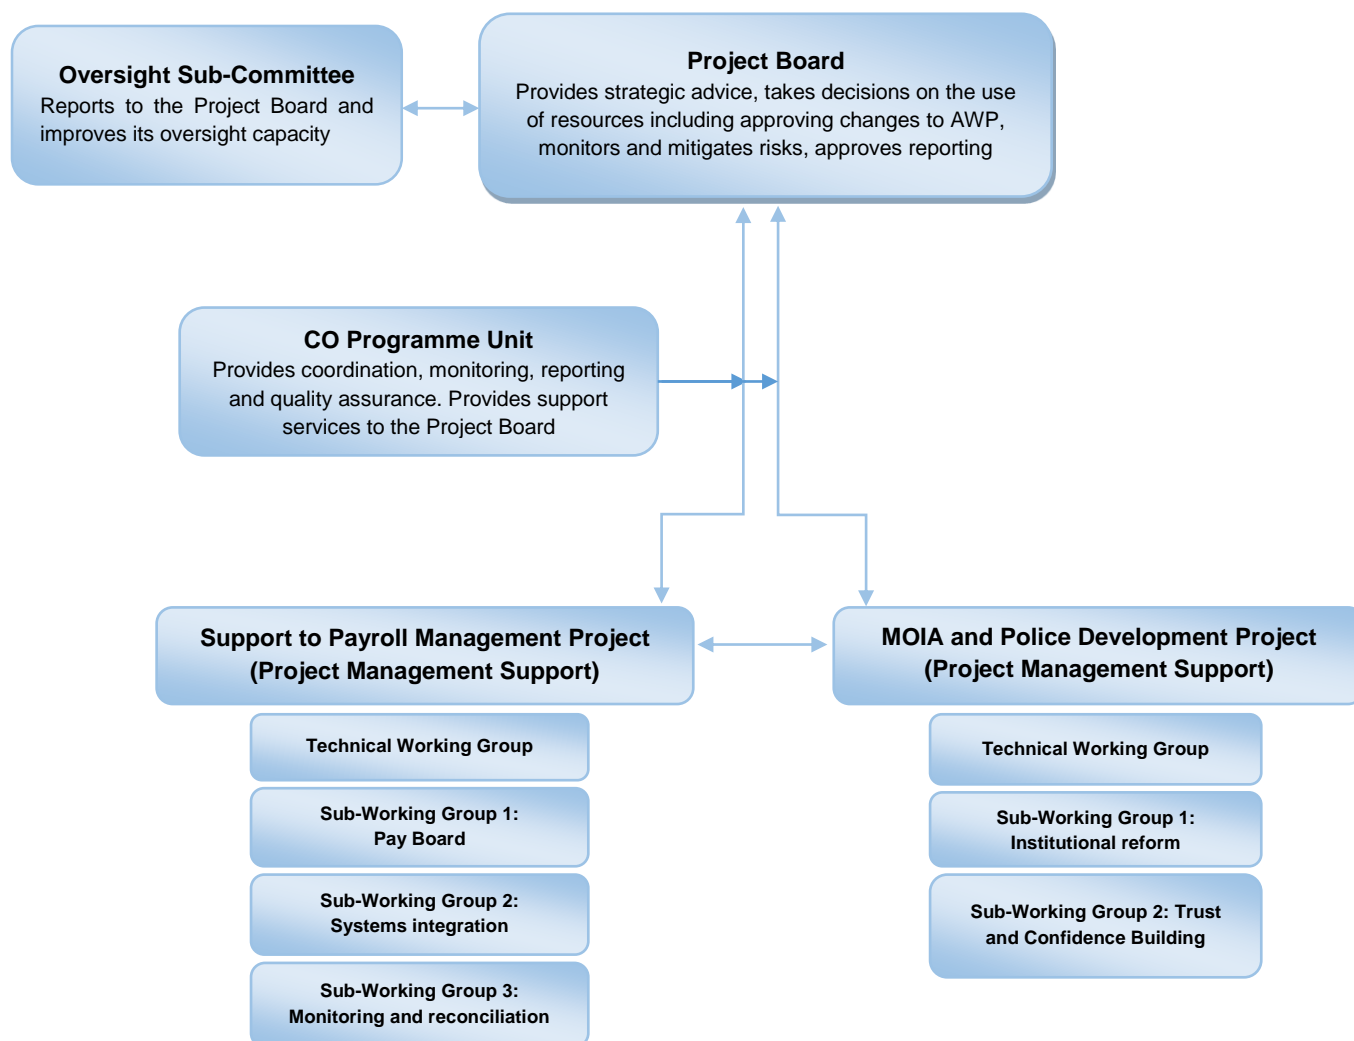 Oversight Sub-Committee
Reports to the Project Board and
improves its oversight capacity
Project Board
Provides strategic advice, takes decisions on the use
of resources including approving changes to AWP,
monitors and mitigates risks, approves reporting
CO Programme Unit
Provides coordination, monitoring, reporting
and quality assurance. Provides support
services to the Project Board
Support to Payroll Management Project
(Project Management Support)
MOIA and Police Development Project
(Project Management Support)
Technical Working Group
Sub-Working Group 1:
Pay Board
Sub-Working Group 2:
Systems integration
Sub-Working Group 3:
Monitoring and reconciliation
Technical Working Group
Sub-Working Group 1:
Institutional reform
Sub-Working Group 2: Trust
and Confidence Building